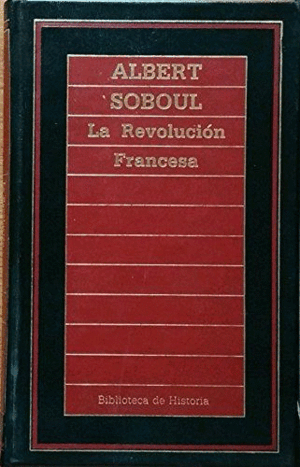 ALBERT
SOBOUL
La Revolución
Francesa
Biblioteca de Historia